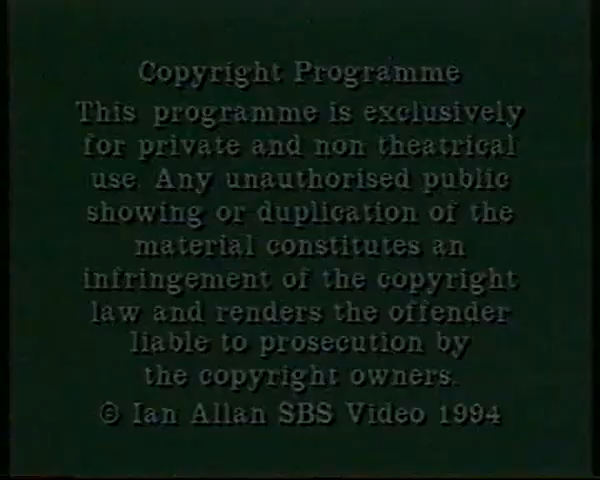 Copyright Programme
This programme is exclusively
for private and non theatrical
use. Any unauthorised public
showing or duplication of the
material constitutes an
infringement of the copyright
law and renders the offender
liable to prosecution by
the copyright owners.
© Ian Allan SBS Video 1994